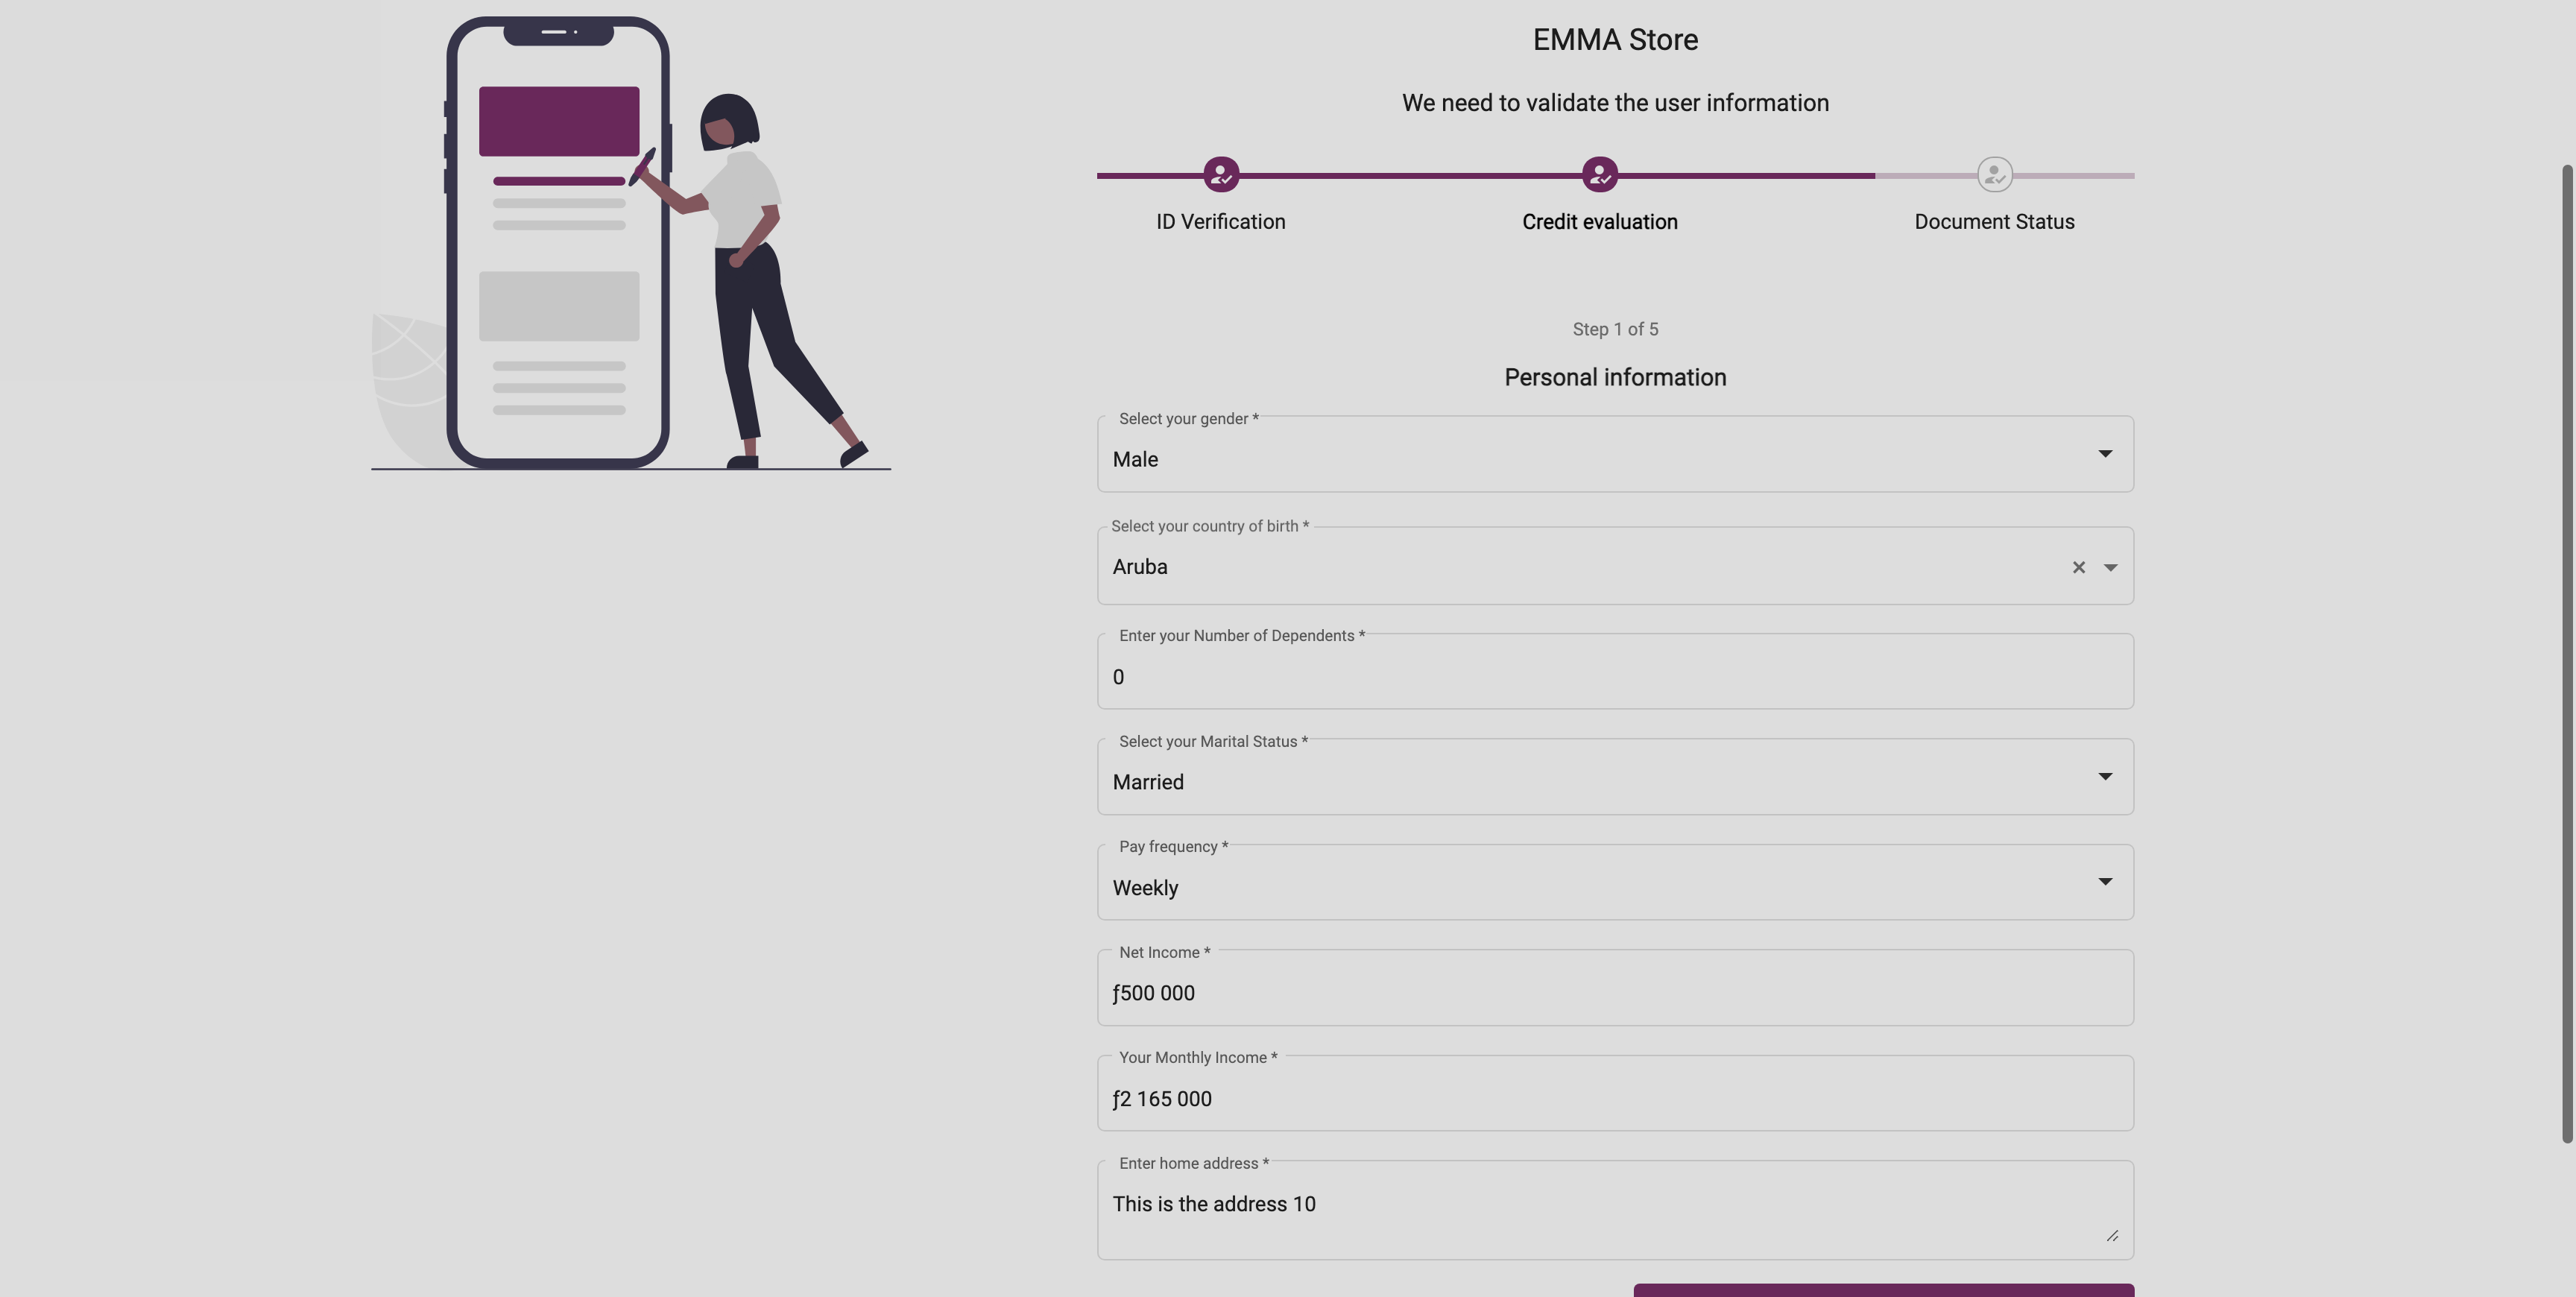 EMMA Store
We need to validate the user information
ID Verification
Credit evaluation
Document Status
Step 1 of 5
Personal information
Select your gender *
Male
Select your country of birth *
Aruba
Enter your Number of Dependents *
0
Select your Marital Status *
Married
Pay frequency *
Weekly
Net Income *
ƒ500 000
Your Monthly Income *
ƒ2 165 000
Enter home address *
This is the address 10